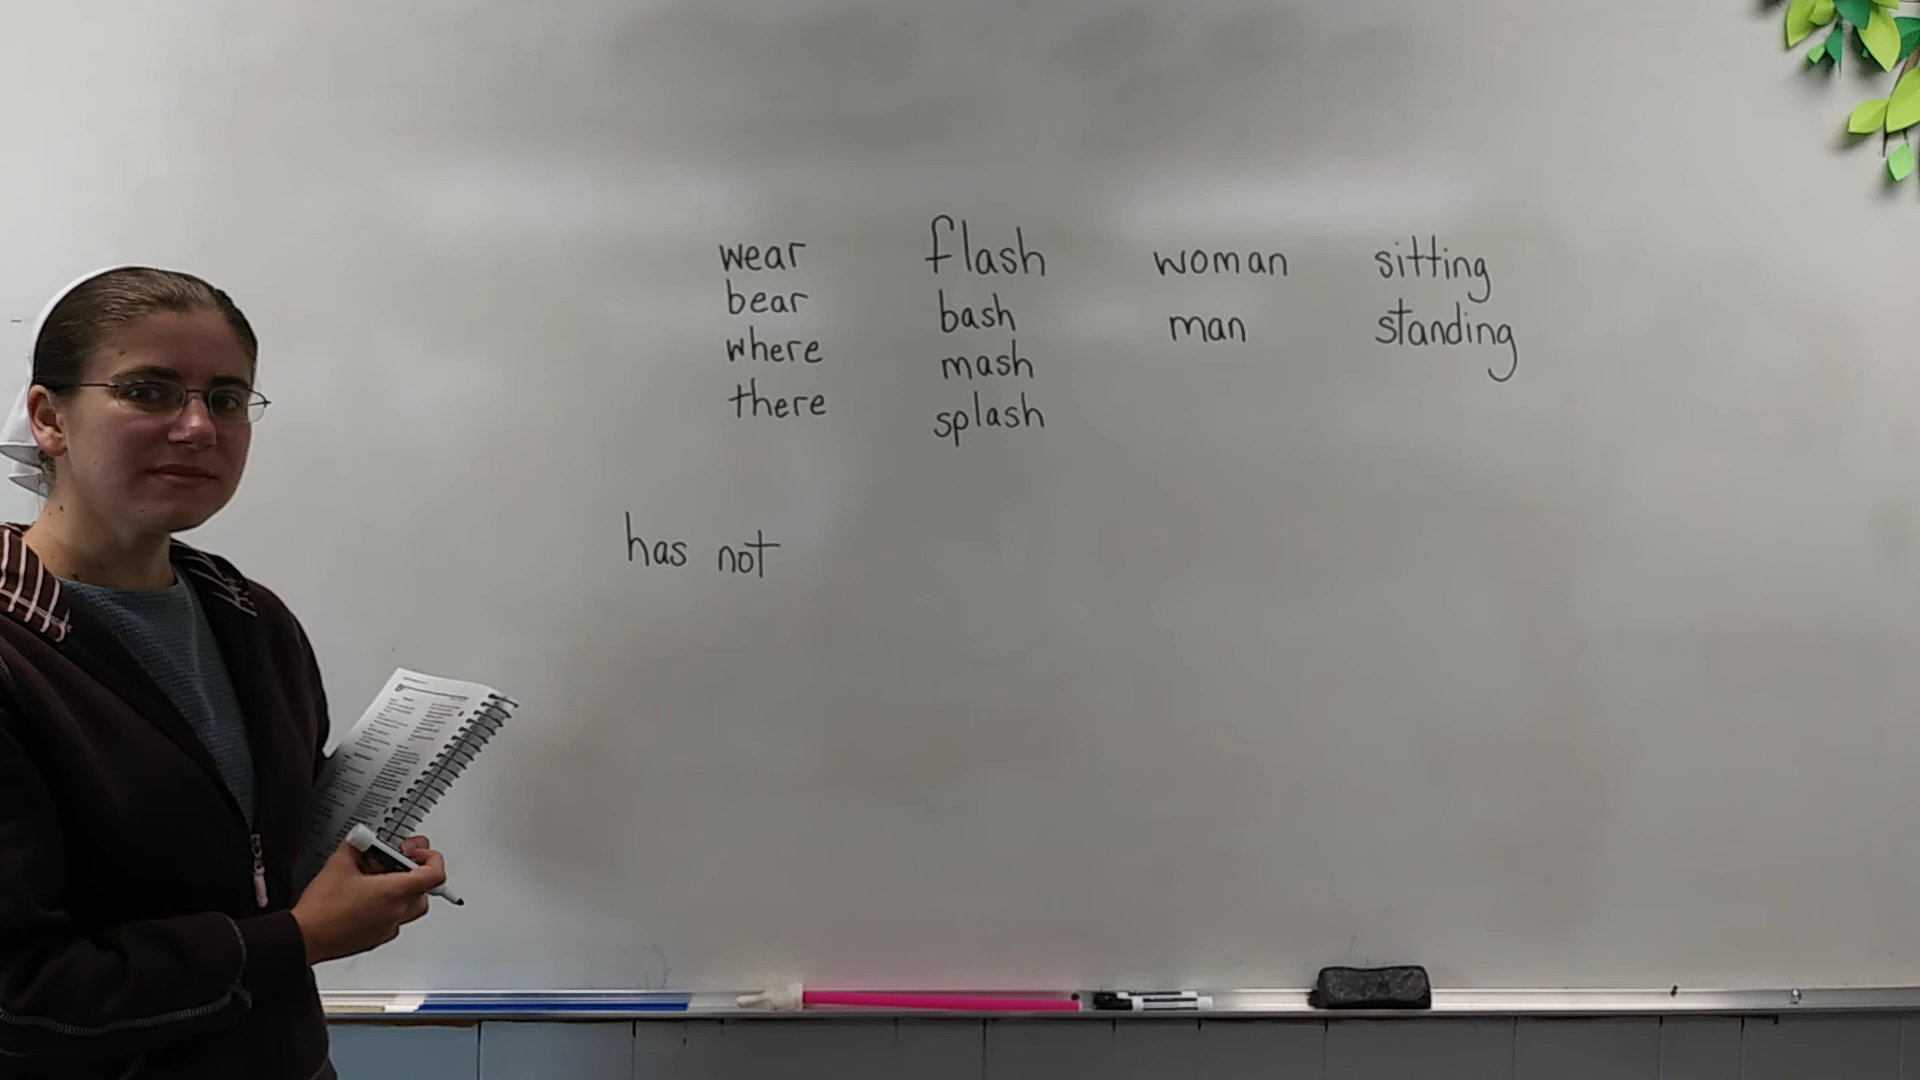 wear flash woman sitting
bear bash man standing
where mash
there splash
has not